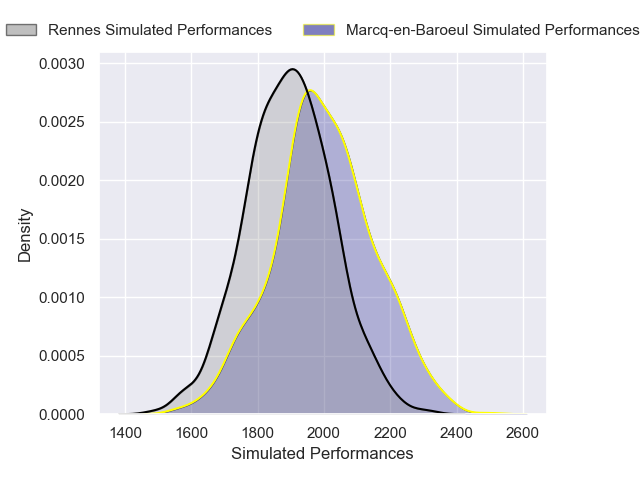 Rennes Simulated Performances
Marcq-en-Baroeul Simulated Performances
0.0030
0.0025
0.0020
0.0015
0.0010
0.0005
0.0000
Density
1400 1600 1800 2000 2200 2400 2600
Simulated Performances